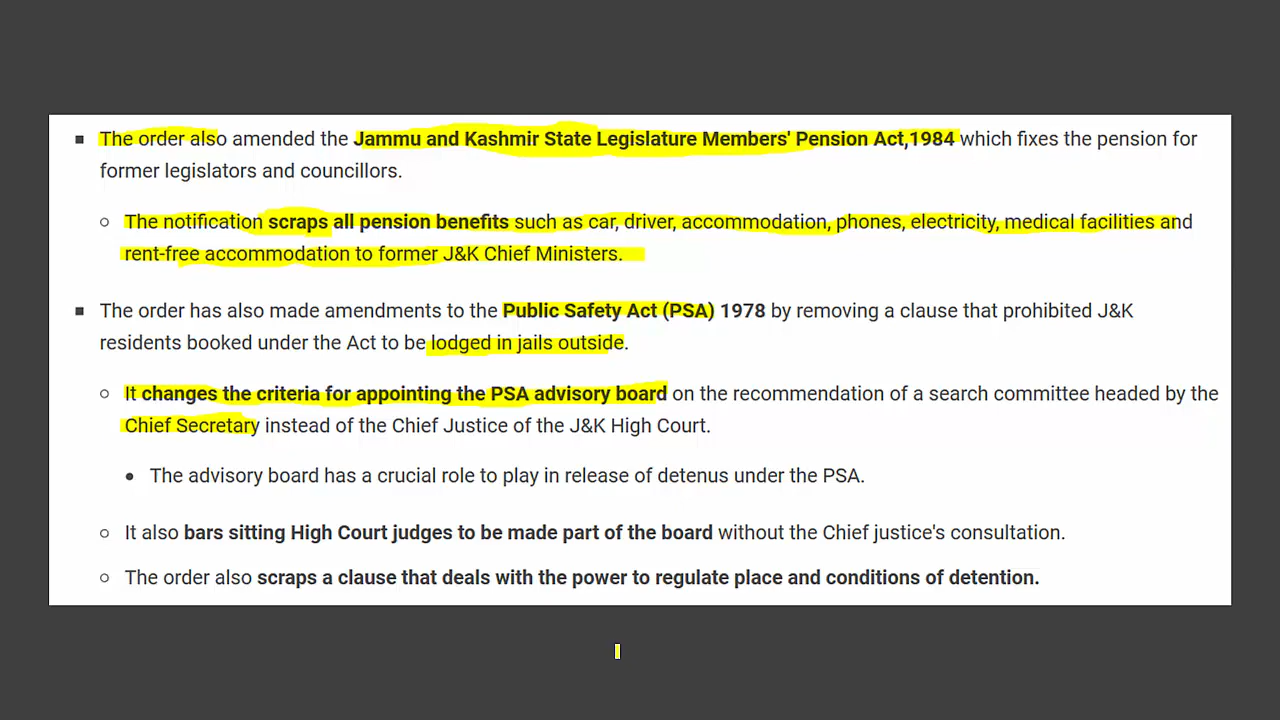 The order also amended the Jammu and Kashmir State Legislature Members' Pension Act,1984 which fixes the pension for
former legislators and councillors.
The notification scraps all pension benefits such as car, driver, accommodation, phones, electricity, medical facilities and
rent-free accommodation to former J&K Chief Ministers.
The order has also made amendments to the Public Safety Act (PSA) 1978 by removing a clause that prohibited J&K
residents booked under the Act to be lodged in jails outside.
It changes the criteria for appointing the PSA advisory board on the recommendation of a search committee headed by the
Chief Secretary instead of the Chief Justice of the J&K High Court.
The advisory board has a crucial role to play in release of detenus under the PSA.
It also bars sitting High Court judges to be made part of the board without the Chief justice's consultation.
The order also scraps a clause that deals with the power to regulate place and conditions of detention.